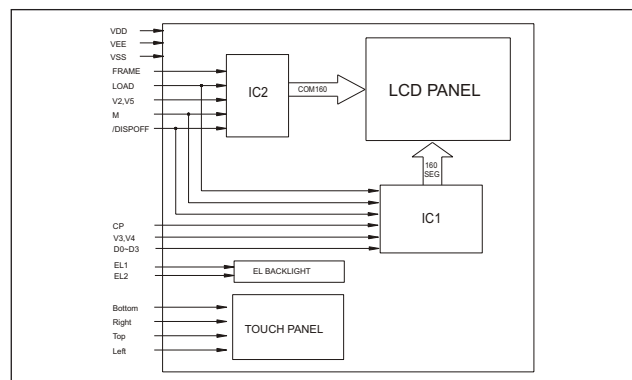 VDD
VEE
VSS
FRAME
LOAD
V2,V5
M
/DISPOFF
IC2
COM160
LCD PANEL
160
SEG
IC1
CP
V3,V4
D0~D3
EL1
EL2
EL BACKLIGHT
Bottom
Right
Top
Left
TOUCH PANEL